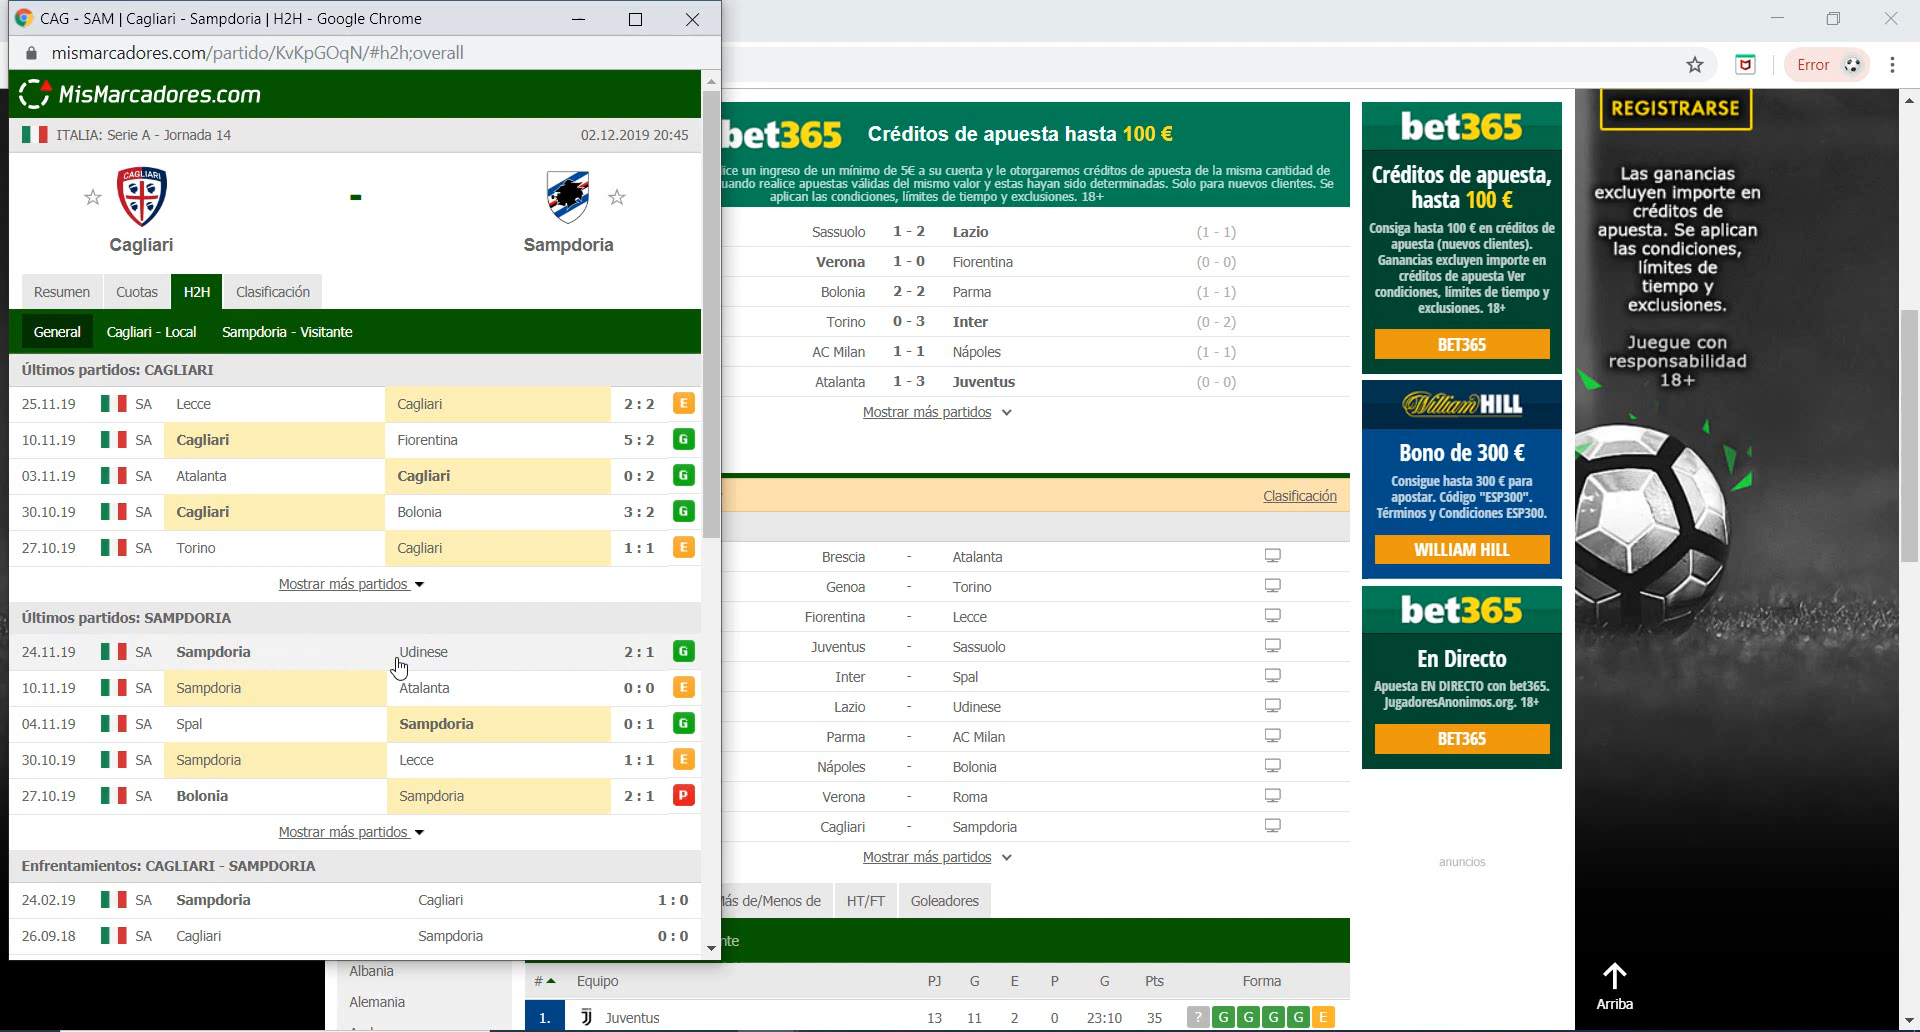 CAG - SAM | Cagliari - Sampdoria | H2H - Google Chrome
mismarcadores.com/partido/KvKpGOqN/#h2h;overall
MisMarcadores.com
ITALIA: Serie A - Jornada 14 02.12.2019 20:45
-
Cagliari Sampdoria
Resumen Cuotas H2H Clasificación
General Cagliari - Local Sampdoria - Visitante
Últimos partidos: CAGLIARI
25.11.19 SA Lecce Cagliari 2 : 2 E
10.11.19 SA Cagliari Fiorentina 5 : 2 G
03.11.19 SA Atalanta Cagliari 0 : 2 G
30.10.19 SA Cagliari Bolonia 3 : 2 G
27.10.19 SA Torino Cagliari 1 : 1 E
Mostrar más partidos
Últimos partidos: SAMPDORIA
24.11.19 SA Sampdoria Udinese 2 : 1 G
10.11.19 SA Sampdoria Atalanta 0 : 0 E
04.11.19 SA Spal Sampdoria 0 : 1 G
30.10.19 SA Sampdoria Lecce 1 : 1 E
27.10.19 SA Bolonia Sampdoria 2 : 1 P
Mostrar más partidos
Enfrentamientos: CAGLIARI - SAMPDORIA
24.02.19 SA Sampdoria Cagliari 1 : 0
26.09.18 SA Cagliari Sampdoria 0 : 0
Error
bet365 Créditos de apuesta hasta 100 €
ice un ingreso de un mínimo de 5€ a su cuenta y le otorgaremos créditos de apuesta de la misma cantidad de
uando realice apuestas válidas del mismo valor y estas hayan sido determinadas. Solo para nuevos clientes. Se
aplican las condiciones, límites de tiempo y exclusiones. 18+
Sassuolo 1 - 2 Lazio (1 - 1)
Verona 1 - 0 Fiorentina (0 - 0)
Bolonia 2 - 2 Parma (1 - 1)
Torino 0 - 3 Inter (0 - 2)
AC Milan 1 - 1 Nápoles (1 - 1)
Atalanta 1 - 3 Juventus (0 - 0)
Mostrar más partidos
Clasificación
Brescia - Atalanta
Genoa - Torino
Fiorentina - Lecce
Juventus - Sassuolo
Inter - Spal
Lazio - Udinese
Parma - AC Milan
Nápoles - Bolonia
Verona - Roma
Cagliari - Sampdoria
Mostrar más partidos
Más de/Menos de HT/FT Goleadores
nte
# Equipo PJ G E P G Pts Forma
1. Juventus 13 11 2 0 23:10 35 ? G G G G E
Albania
Alemania
bet365
Créditos de apuesta,
hasta 100 €
Consiga hasta 100 € en créditos de
apuesta (nuevos clientes).
Ganancias excluyen importe en
créditos de apuesta Ver
condiciones, límites de tiempo y
exclusiones. 18+
BET365
William HILL
Bono de 300 €
Consigue hasta 300 € para
apostar. Código "ESP300".
Términos y Condiciones ESP300.
WILLIAM HILL
bet365
En Directo
Apuesta EN DIRECTO con bet365.
JugadoresAnonimos.org. 18+
BET365
anuncios
REGISTRARSE
Las ganancias
excluyen importe en
créditos de
apuesta. Se aplican
las condiciones,
límites de
tiempo y
exclusiones.
Juegue con
responsabilidad
18+
Arriba